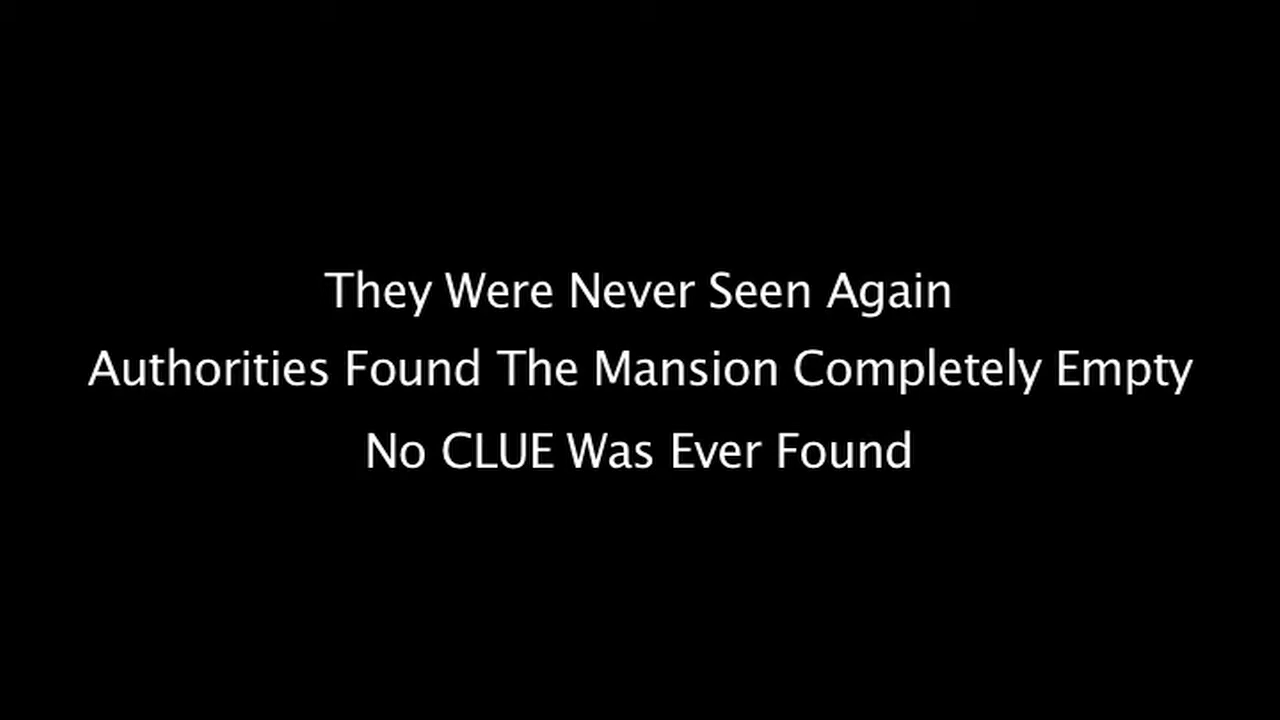 They Were Never Seen Again
Authorities Found The Mansion Completely Empty
No CLUE Was Ever Found